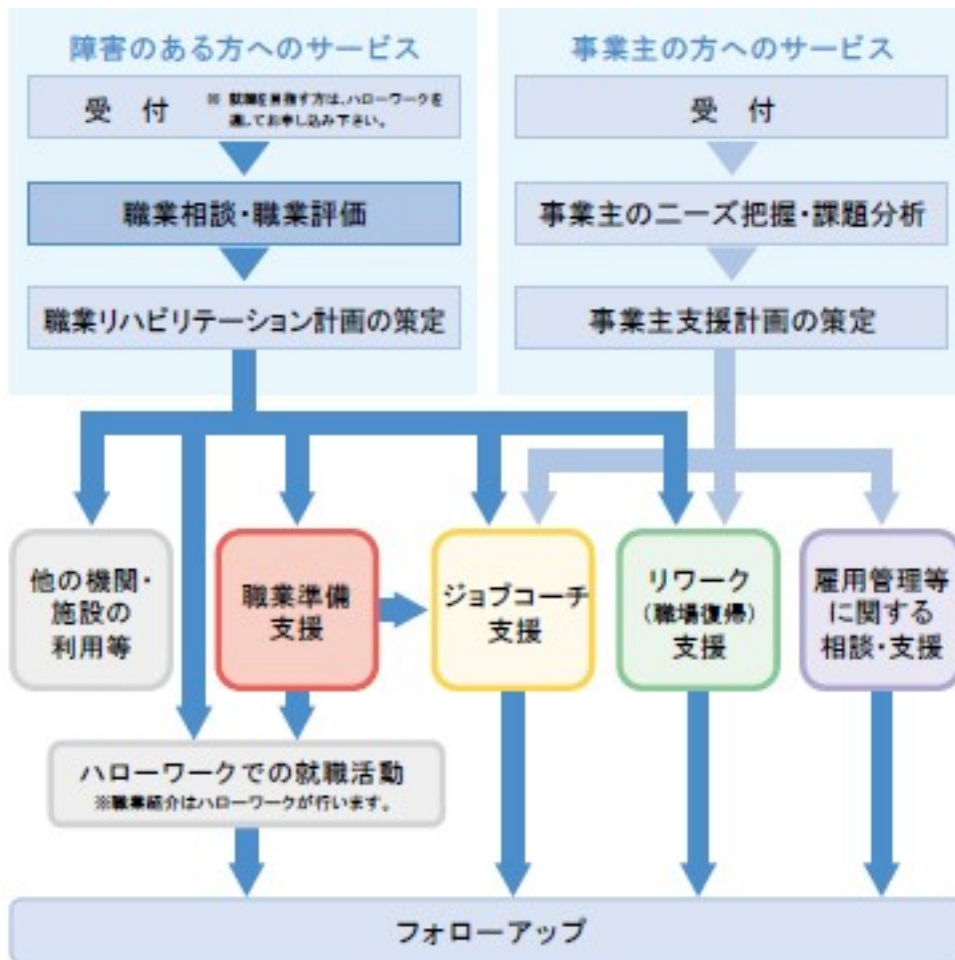 障害のある方へのサービス
受 付
※ 就職を目指す方は、ハローワークを
通してお申し込み下さい。
職業相談・職業評価
職業リハビリテーション計画の策定
事業主の方へのサービス
受 付
事業主のニーズ把握・課題分析
事業主支援計画の策定
他の機関・
施設の
利用等
職業準備
支援
ジョブコーチ
支援
リワーク
(職場復帰)
支援
雇用管理等
に関する
相談・支援
ハローワークでの就職活動
※職業紹介はハローワークが行います。
フォローアップ